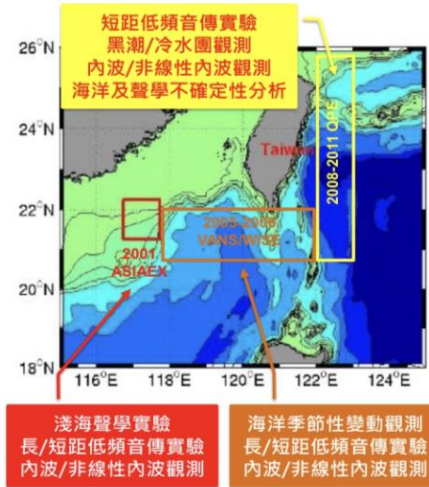 短距低頻音傳實驗
黑潮/冷水團觀測
內波/非線性內波觀測
海洋及聲學不確定性分析
26°N
24°N
22°N
20°N
18°N
Taiwan
2008-2011 QPE
2005-2008
VANS/WISE
2001
ASIAEX
116°E
118°E
120°E
122°E
124°E
淺海聲學實驗
長/短距低頻音傳實驗
內波/非線性內波觀測
海洋季節性變動觀測
長/短距低頻音傳實驗
內波/非線性內波觀測